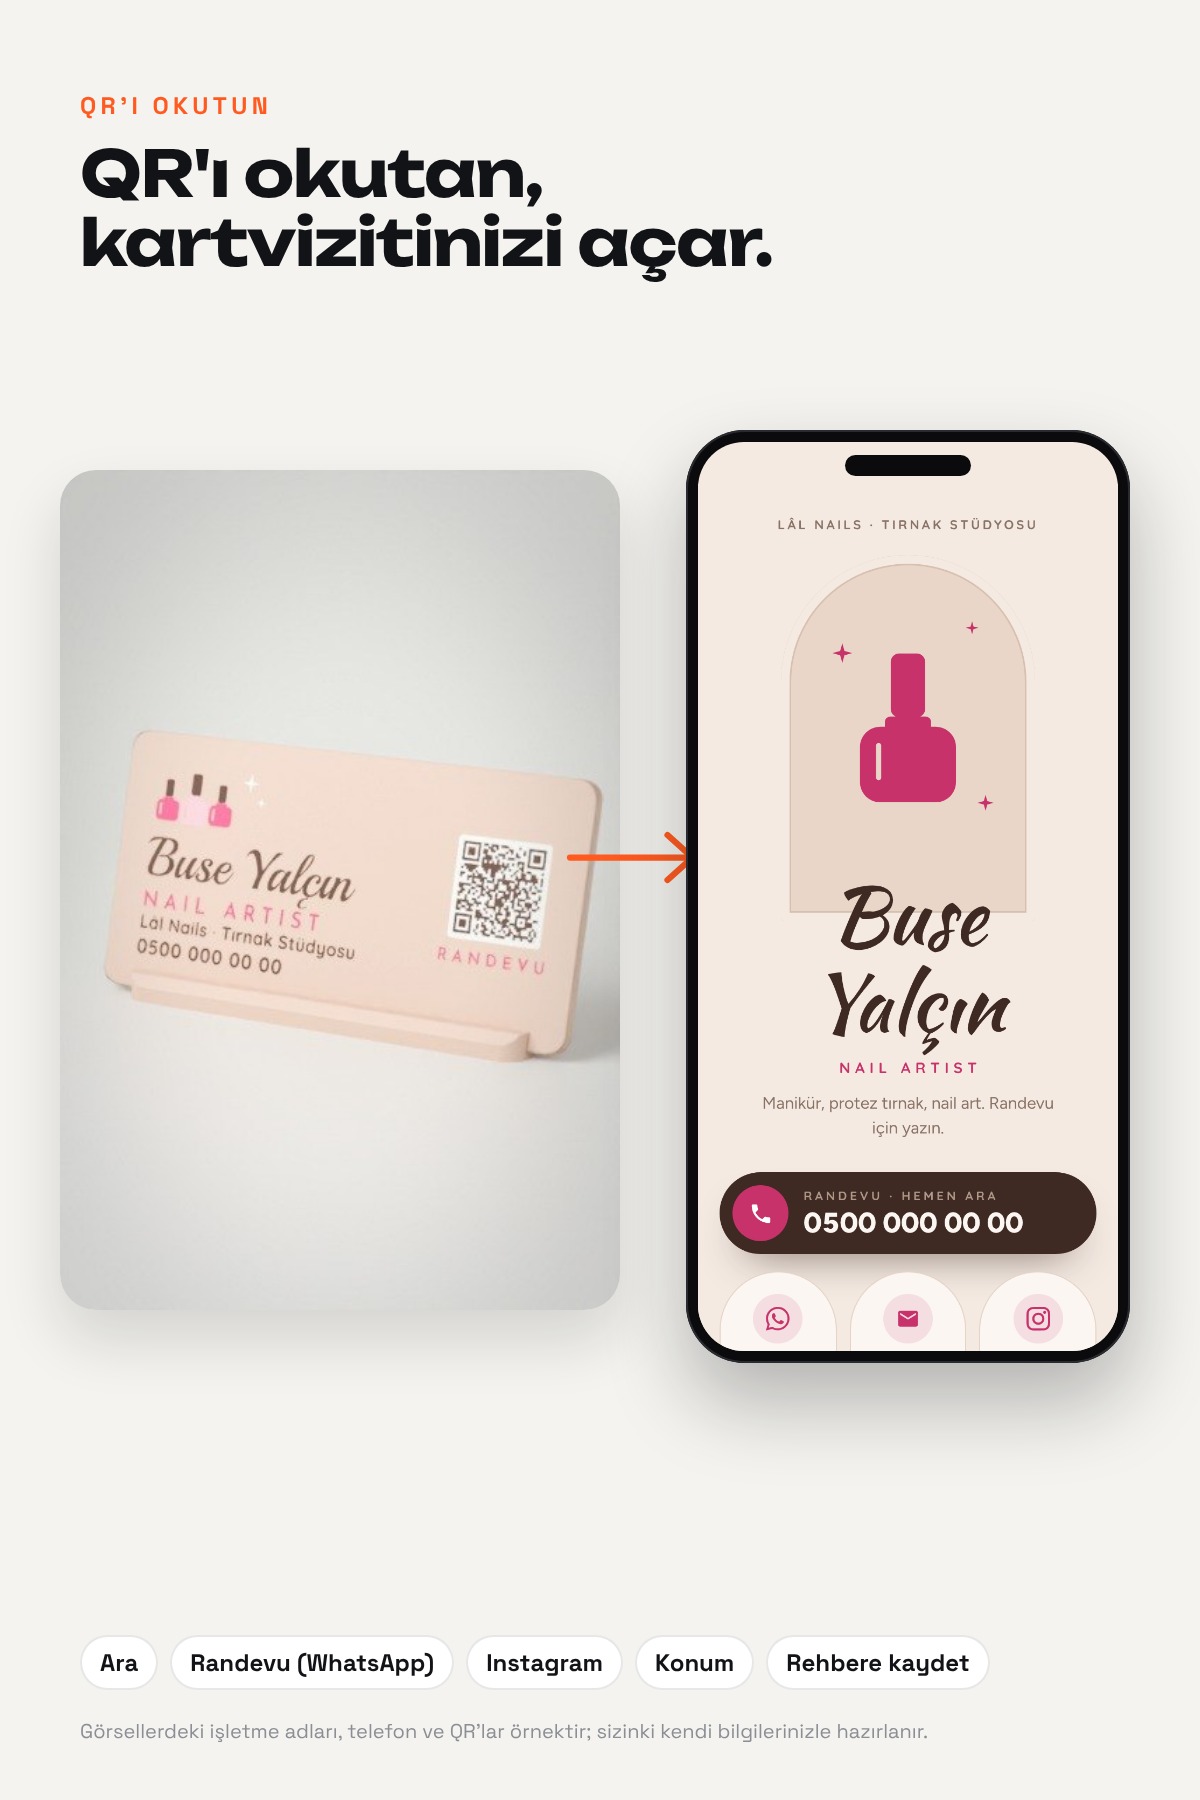 QR'I OKUTUN
QR'ı okutan,
kartvizitinizi açar.
Buse Yalçın
NAIL ARTIST
Lâl Nails · Tırnak Stüdyosu
0500 000 00 00
RANDEVU
LÂL NAILS · TIRNAK STÜDYOSU
Buse
Yalçın
NAIL ARTIST
Manikür, protez tırnak, nail art. Randevu
için yazın.
RANDEVU · HEMEN ARA
0500 000 00 00
Ara Randevu (WhatsApp) Instagram Konum Rehbere kaydet
Görsellerdeki işletme adları, telefon ve QR'lar örnektir; sizinki kendi bilgilerinizle hazırlanır.